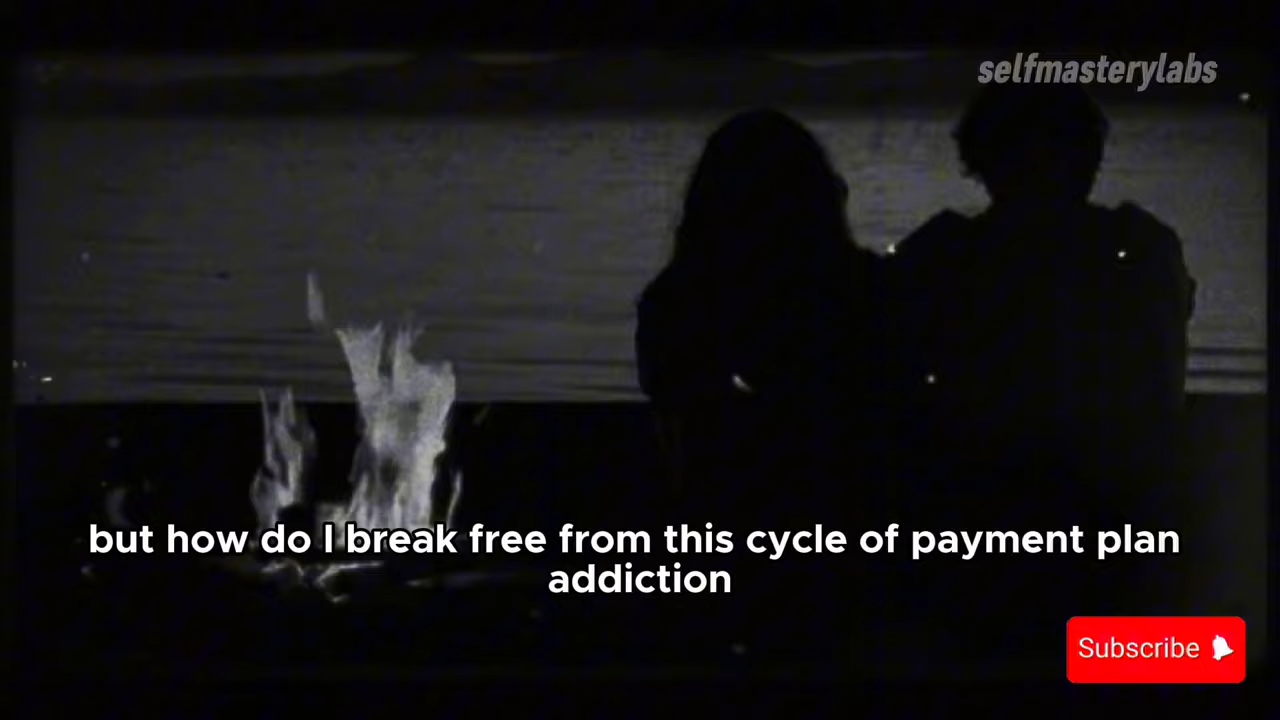 selfmasterylabs
but how do I break free from this cycle of payment plan
addiction
Subscribe